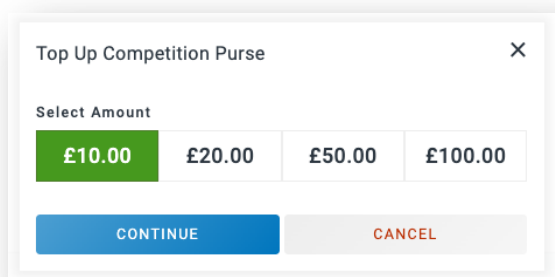 Top Up Competition Purse
Select Amount
£10.00 £20.00 £50.00 £100.00
CONTINUE CANCEL